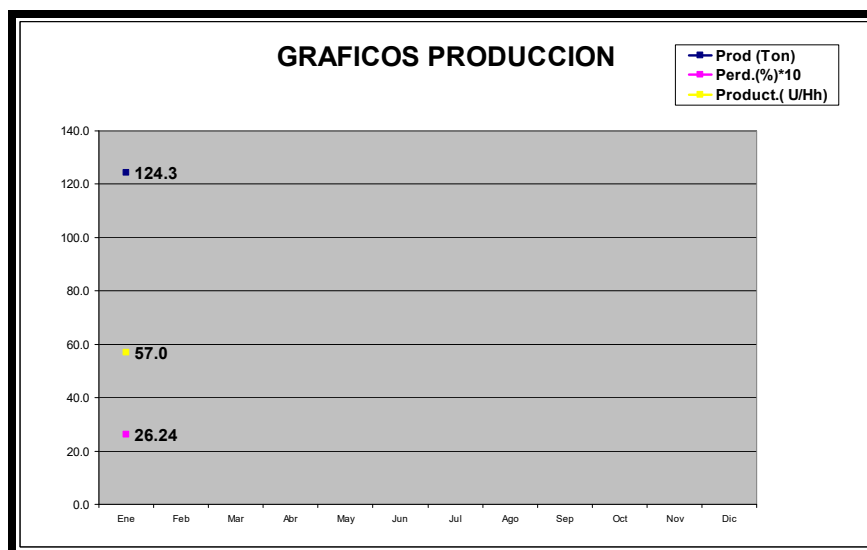 GRAFICOS PRODUCCION
Prod (Ton)
Perd.(%)*10
Product.( U/Hh)
140.0
120.0
100.0
80.0
60.0
40.0
20.0
0.0
124.3
57.0
26.24
Ene Feb Mar Abr May Jun Jul Ago Sep Oct Nov Dic